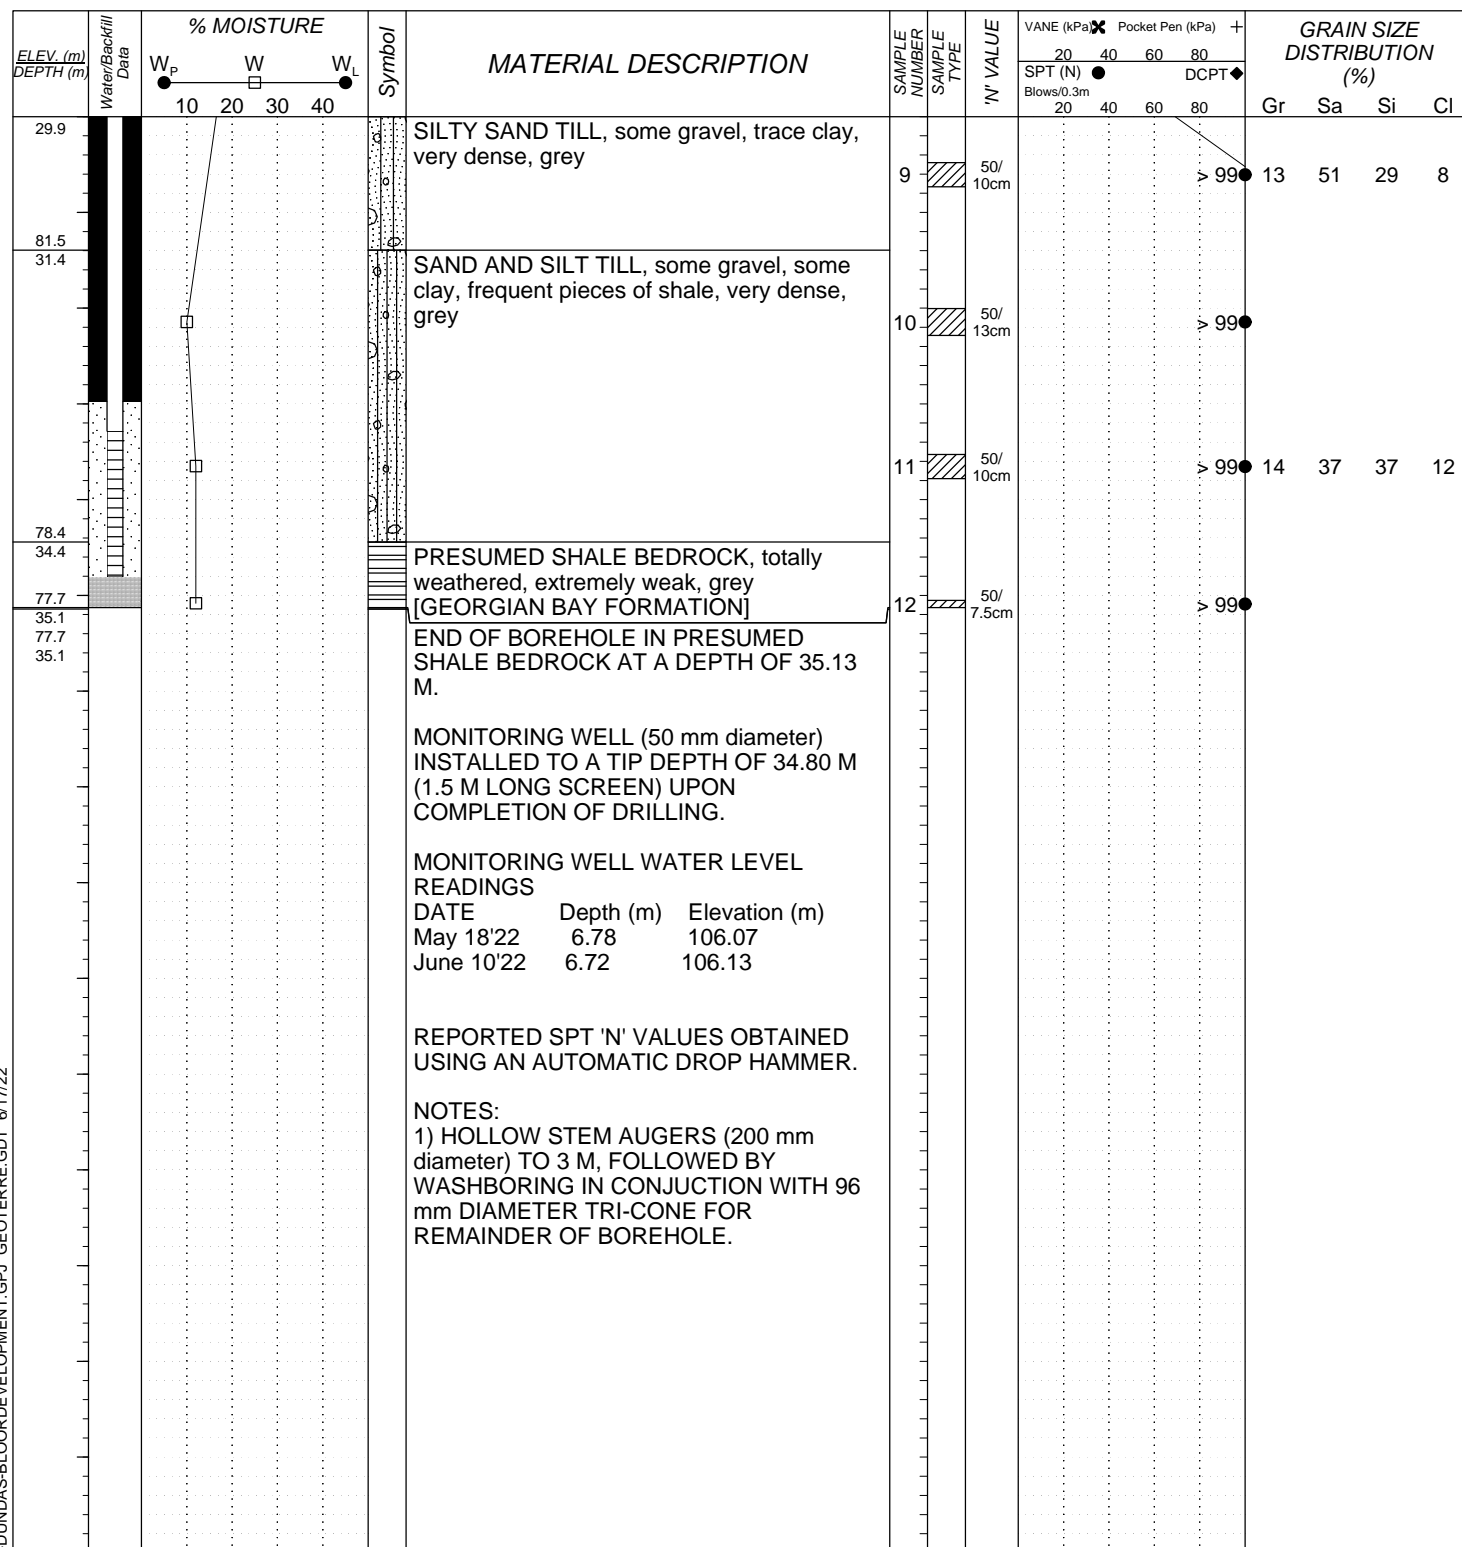 ELEV. (m)
DEPTH (m)
Water/Backfill
Data
% MOISTURE
WP W WL
10 20 30 40
Symbol
MATERIAL DESCRIPTION
SAMPLE
NUMBER
SAMPLE
TYPE
'N' VALUE
VANE (kPa) Pocket Pen (kPa)
20 40 60 80
SPT (N) DCPT
Blows/0.3m
20 40 60 80
GRAIN SIZE
DISTRIBUTION
(%)
Gr Sa Si Cl
29.9
SILTY SAND TILL, some gravel, trace clay,
very dense, grey
9
50/
10cm
> 99
13 51 29 8
81.5
31.4
SAND AND SILT TILL, some gravel, some
clay, frequent pieces of shale, very dense,
grey
10
50/
13cm
> 99
11
50/
10cm
> 99
14 37 37 12
78.4
34.4
PRESUMED SHALE BEDROCK, totally
weathered, extremely weak, grey
[GEORGIAN BAY FORMATION]
12
50/
7.5cm
> 99
77.7
35.1
77.7
35.1
END OF BOREHOLE IN PRESUMED
SHALE BEDROCK AT A DEPTH OF 35.13
M.
MONITORING WELL (50 mm diameter)
INSTALLED TO A TIP DEPTH OF 34.80 M
(1.5 M LONG SCREEN) UPON
COMPLETION OF DRILLING.
MONITORING WELL WATER LEVEL
READINGS
DATE Depth (m) Elevation (m)
May 18'22 6.78 106.07
June 10'22 6.72 106.13
REPORTED SPT 'N' VALUES OBTAINED
USING AN AUTOMATIC DROP HAMMER.
NOTES:
1) HOLLOW STEM AUGERS (200 mm
diameter) TO 3 M, FOLLOWED BY
WASHBORING IN CONJUCTION WITH 96
mm DIAMETER TRI-CONE FOR
REMAINDER OF BOREHOLE.
DUNDAS-BLOORDEVELOPMENT.GPJ GEOTERRE.GDT 6/17/22